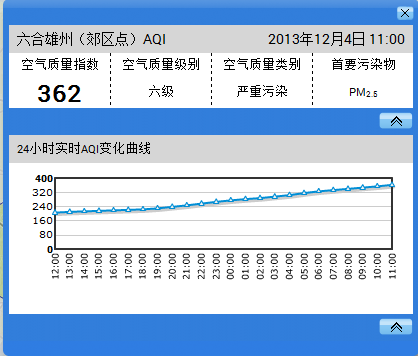 六合雄州（郊区点）AQI 2013年12月4日 11:00
空气质量指数 空气质量级别 空气质量类别 首要污染物
362 六级 严重污染 PM2.5
24小时实时AQI变化曲线
400
320
240
160
80
0
12:00 13:00 14:00 15:00 16:00 17:00 18:00 19:00 20:00 21:00 22:00 23:00 00:00 01:00 02:00 03:00 04:00 05:00 06:00 07:00 08:00 09:00 10:00 11:00